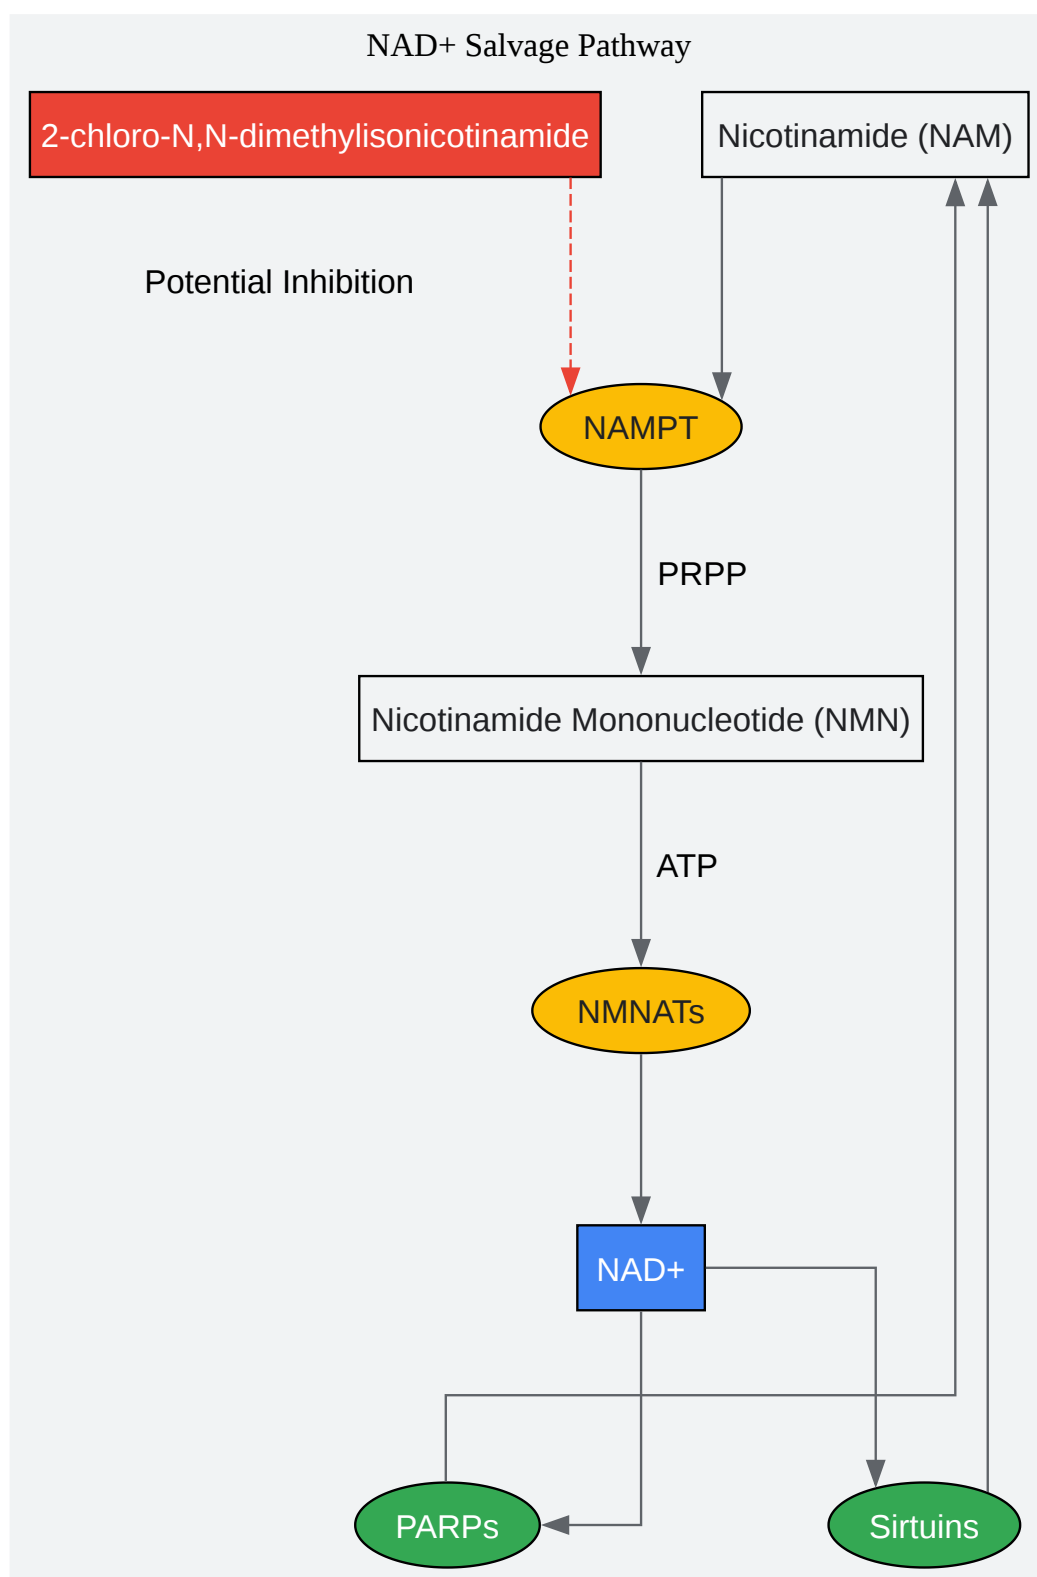 NAD+ Salvage Pathway
2-chloro-N,N-dimethylisonicotinamide
Nicotinamide (NAM)
Potential Inhibition
NAMPT
PRPP
Nicotinamide Mononucleotide (NMN)
ATP
NMNATs
NAD+
PARPs
Sirtuins